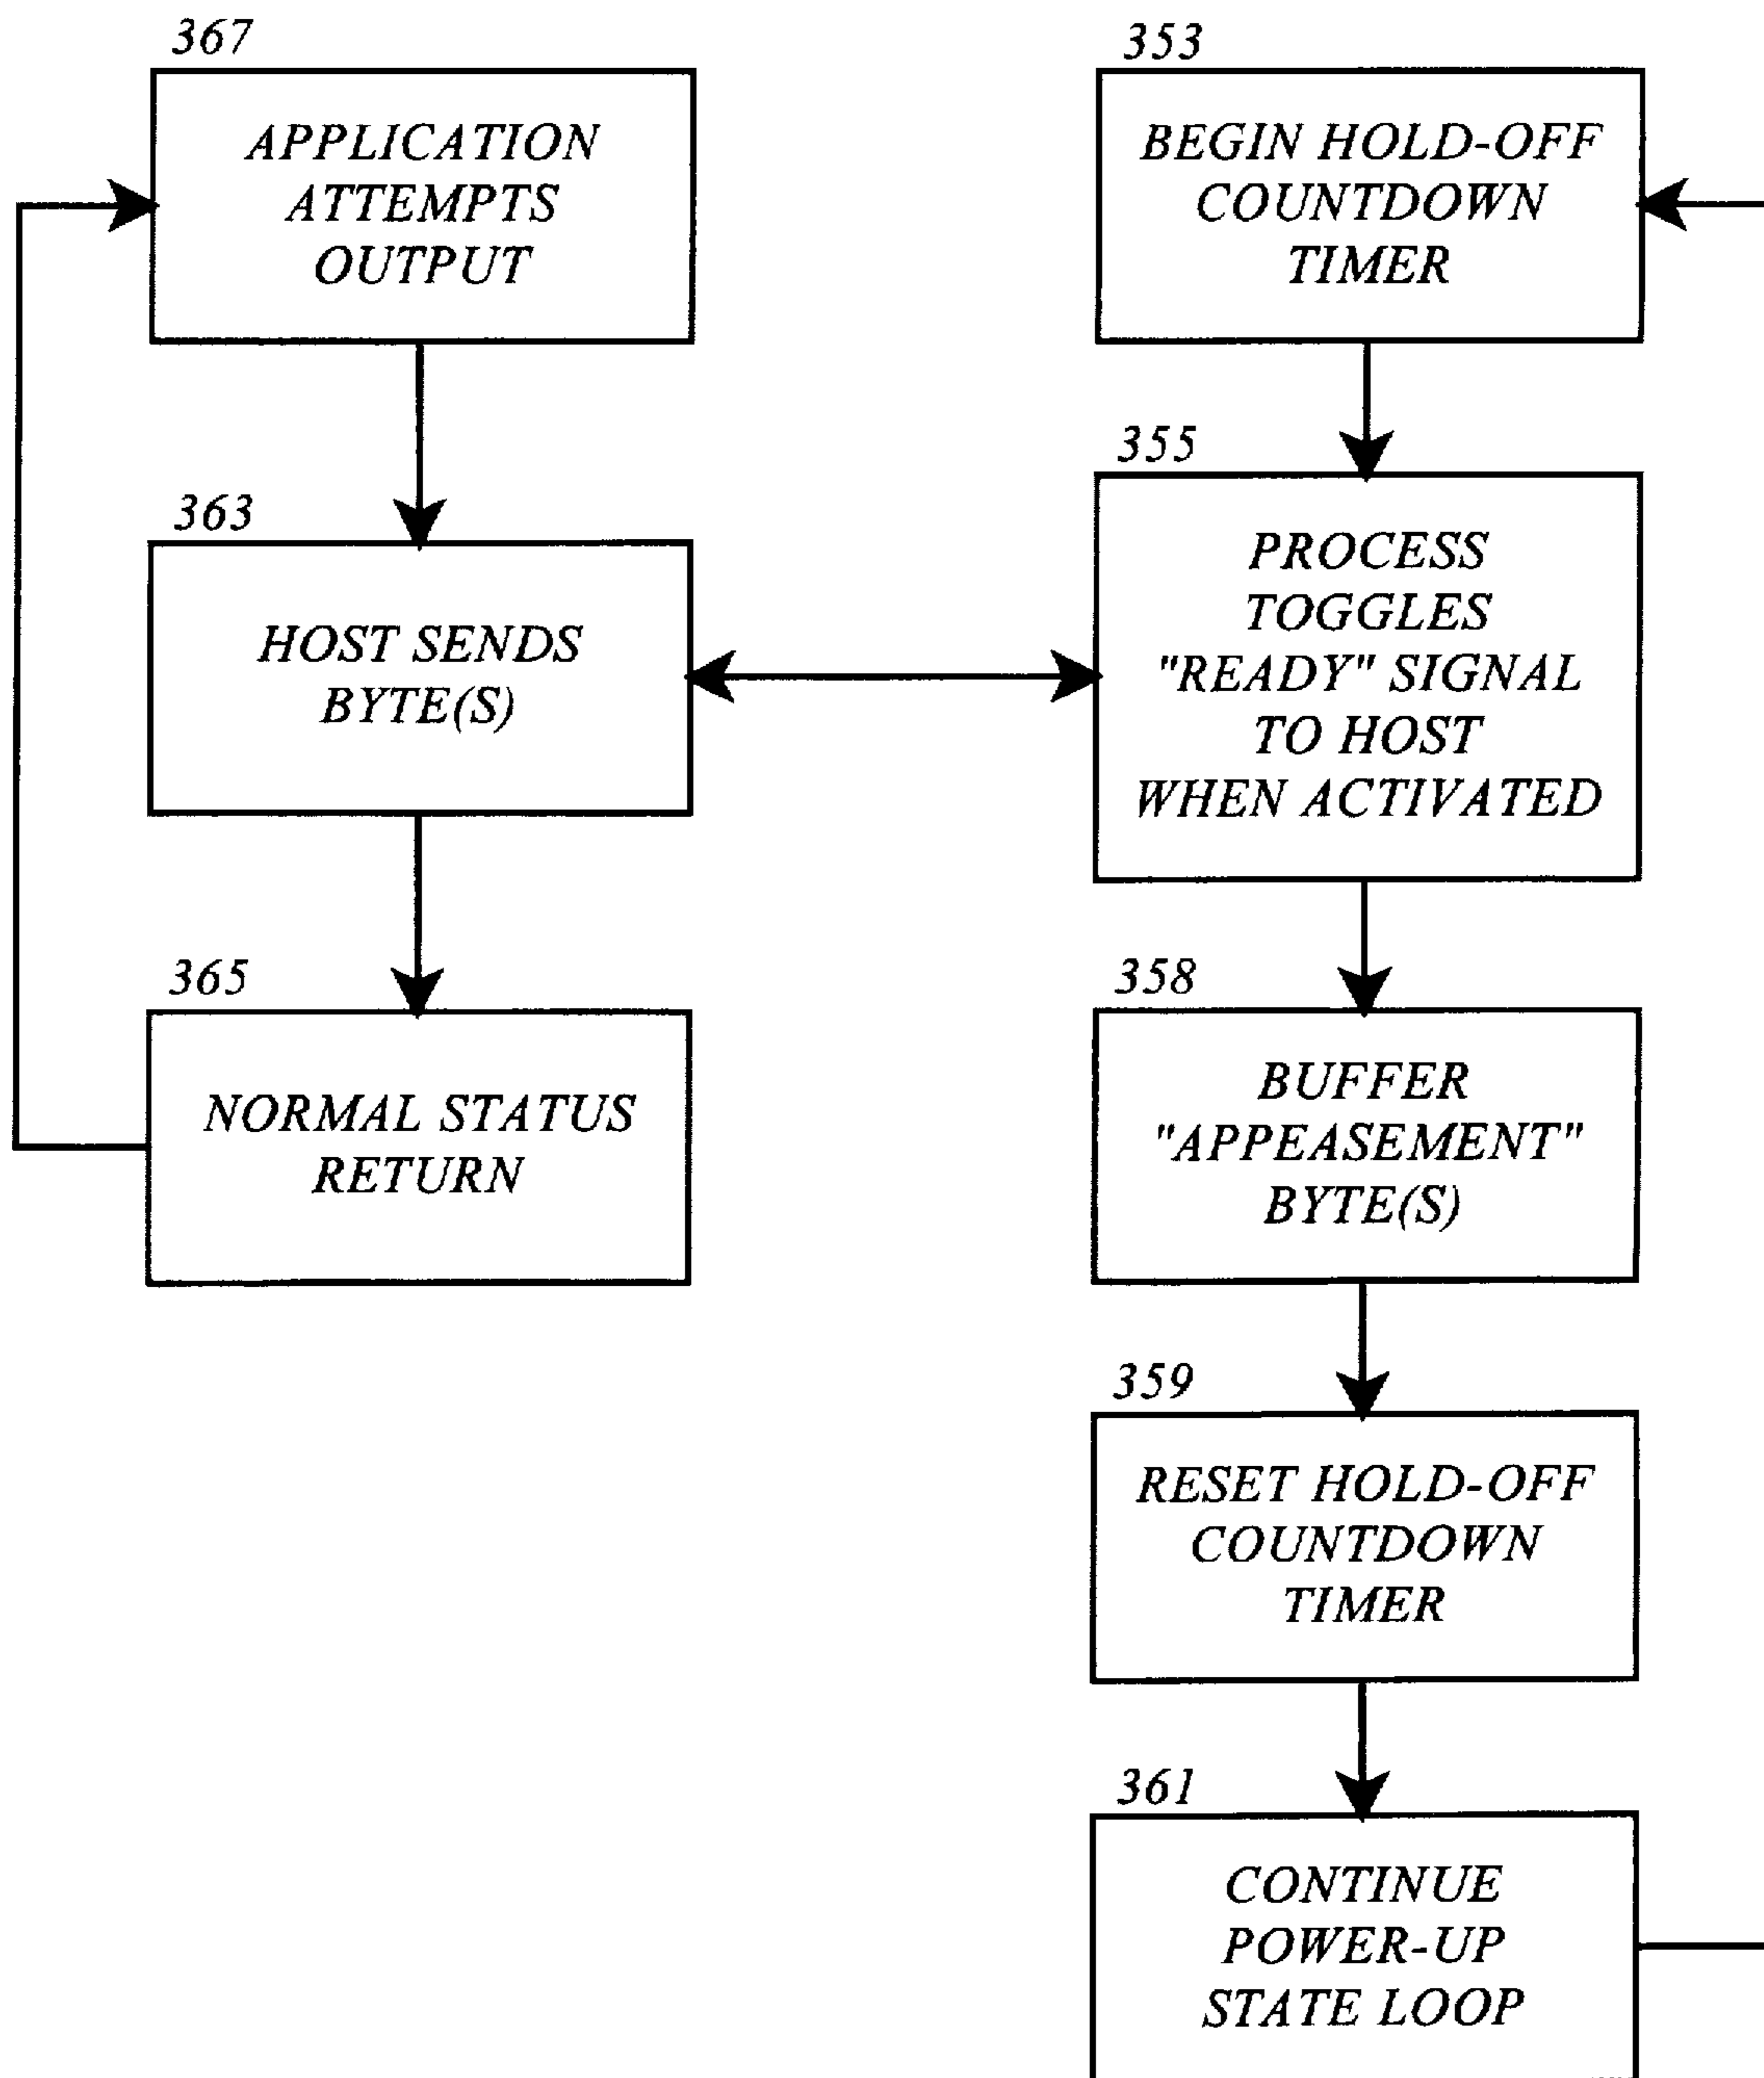 367
APPLICATION
ATTEMPTS
OUTPUT
363
HOST SENDS
BYTE(S)
365
NORMAL STATUS
RETURN
353
BEGIN HOLD-OFF
COUNTDOWN
TIMER
355
PROCESS
TOGGLES
"READY" SIGNAL
TO HOST
WHEN ACTIVATED
358
BUFFER
"APPEASEMENT"
BYTE(S)
359
RESET HOLD-OFF
COUNTDOWN
TIMER
361
CONTINUE
POWER-UP
STATE LOOP